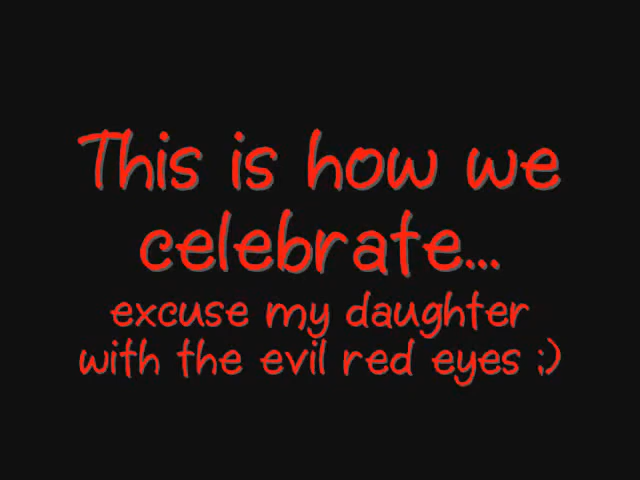 This is how we
celebrate...
excuse my daughter
with the evil red eyes ;)